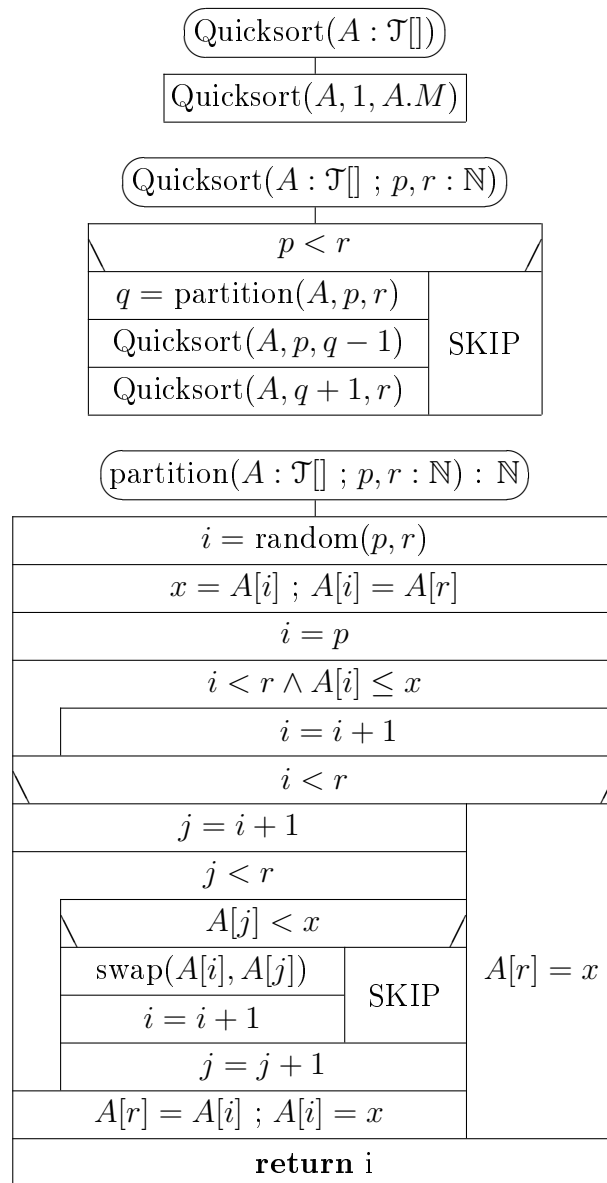 Quicksort(A : 𝒯[])
Quicksort(A, 1, A.M)
Quicksort(A : 𝒯[] ; p, r : ℕ)
p < r
q = partition(A, p, r)
Quicksort(A, p, q − 1)
SKIP
Quicksort(A, q + 1, r)
partition(A : 𝒯[] ; p, r : ℕ) : ℕ
i = random(p, r)
x = A[i] ; A[i] = A[r]
i = p
i < r ∧ A[i] ≤ x
i = i + 1
i < r
j = i + 1
j < r
A[j] < x
swap(A[i], A[j])
SKIP
A[r] = x
i = i + 1
j = j + 1
A[r] = A[i] ; A[i] = x
return i